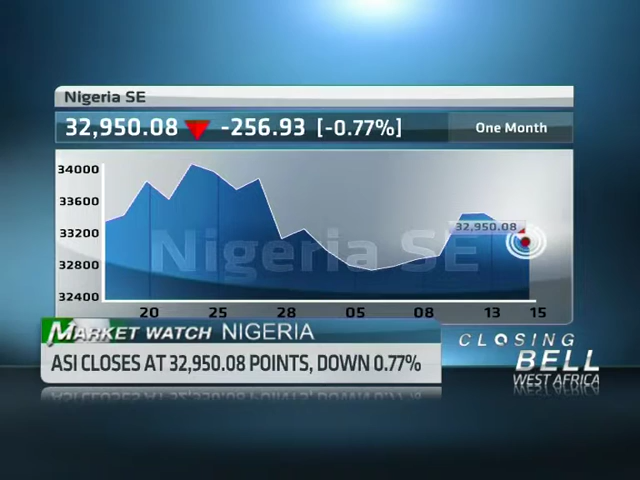 Nigeria SE
32,950.08 -256.93 [-0.77%] One Month
34000
33600
33200
32800
32400
Nigeria SE
32,950.08
20 25 28 05 08 13 15
MARKET WATCH NIGERIA
ASI CLOSES AT 32,950.08 POINTS, DOWN 0.77%
CLOSING
BELL
WEST AFRICA